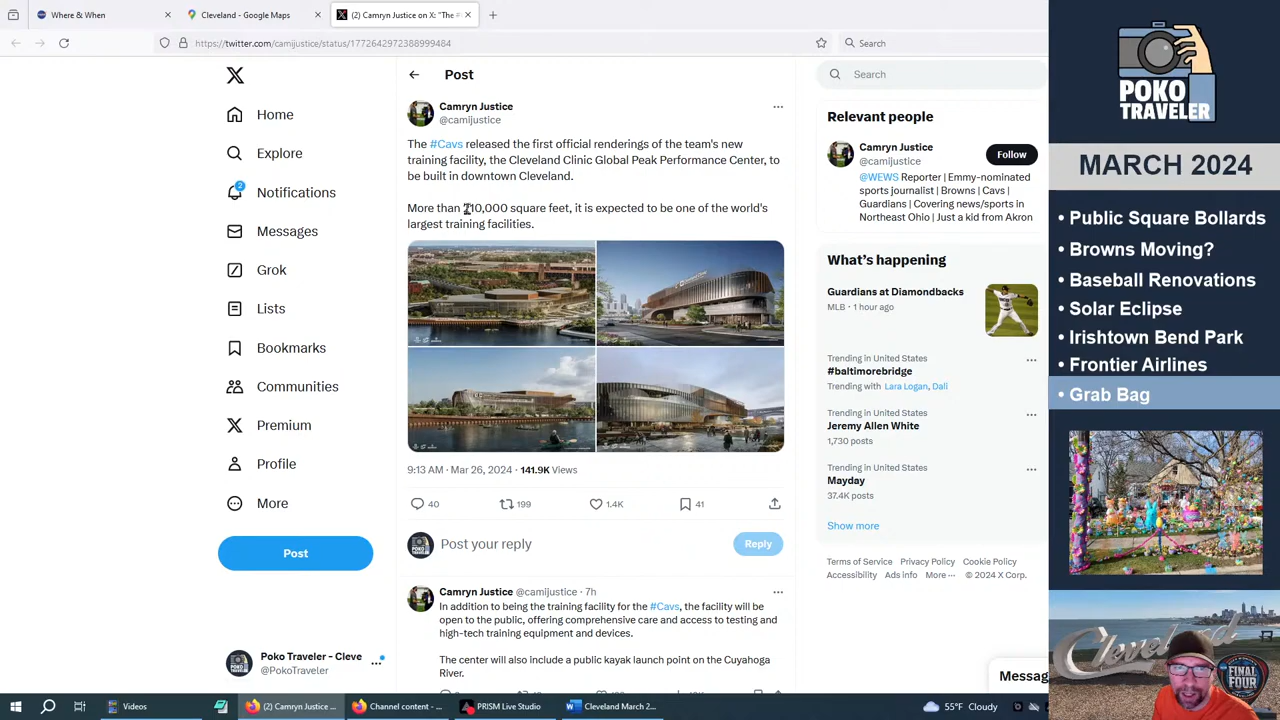 Where & When
Cleveland - Google Maps
(2) Camryn Justice on X: "The #
https://twitter.com/camijustice/status/1772642972388999484
Search
Home
Explore
2
Notifications
Messages
Grok
Lists
Bookmarks
Communities
Premium
Profile
More
Post
Poko Traveler - Cleve
@PokoTraveler
Post
Camryn Justice
@camijustice
The #Cavs released the first official renderings of the team's new
training facility, the Cleveland Clinic Global Peak Performance Center, to
be built in downtown Cleveland.
More than 210,000 square feet, it is expected to be one of the world's
largest training facilities.
9:13 AM · Mar 26, 2024 · 141.9K Views
40
199
1.4K
41
Post your reply
Reply
Camryn Justice @camijustice · 7h
In addition to being the training facility for the #Cavs, the facility will be
open to the public, offering comprehensive care and access to testing and
high-tech training equipment and devices.
The center will also include a public kayak launch point on the Cuyahoga
River.
Search
Relevant people
Camryn Justice
@camijustice
Follow
@WEWS Reporter | Emmy-nominated
sports journalist | Browns | Cavs |
Guardians | Covering news/sports in
Northeast Ohio | Just a kid from Akron
What's happening
Guardians at Diamondbacks
MLB · 1 hour ago
Trending in United States
#baltimorebridge
Trending with Lara Logan, Dali
Trending in United States
Jeremy Allen White
1,730 posts
Trending in United States
Mayday
37.4K posts
Show more
Terms of Service Privacy Policy Cookie Policy
Accessibility Ads info More ··· © 2024 X Corp.
Messag
POKO
TRAVELER
MARCH 2024
• Public Square Bollards
• Browns Moving?
• Baseball Renovations
• Solar Eclipse
• Irishtown Bend Park
• Frontier Airlines
• Grab Bag
Cleveland
FINAL
FOUR
Videos
(2) Camryn Justice ...
Channel content - ...
PRISM Live Studio
Cleveland March 2...
55°F Cloudy